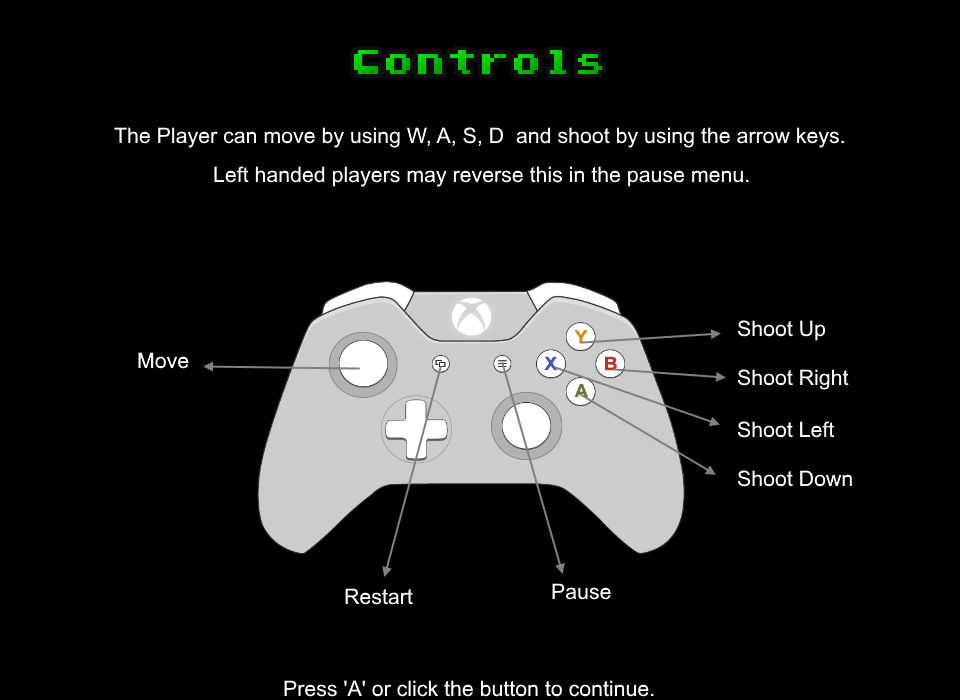 Controls
The Player can move by using W, A, S, D  and shoot by using the arrow keys.
Left handed players may reverse this in the pause menu.
Y
Shoot Up
Move
X
B
Shoot Right
A
Shoot Left
Shoot Down
Restart
Pause
Press 'A' or click the button to continue.